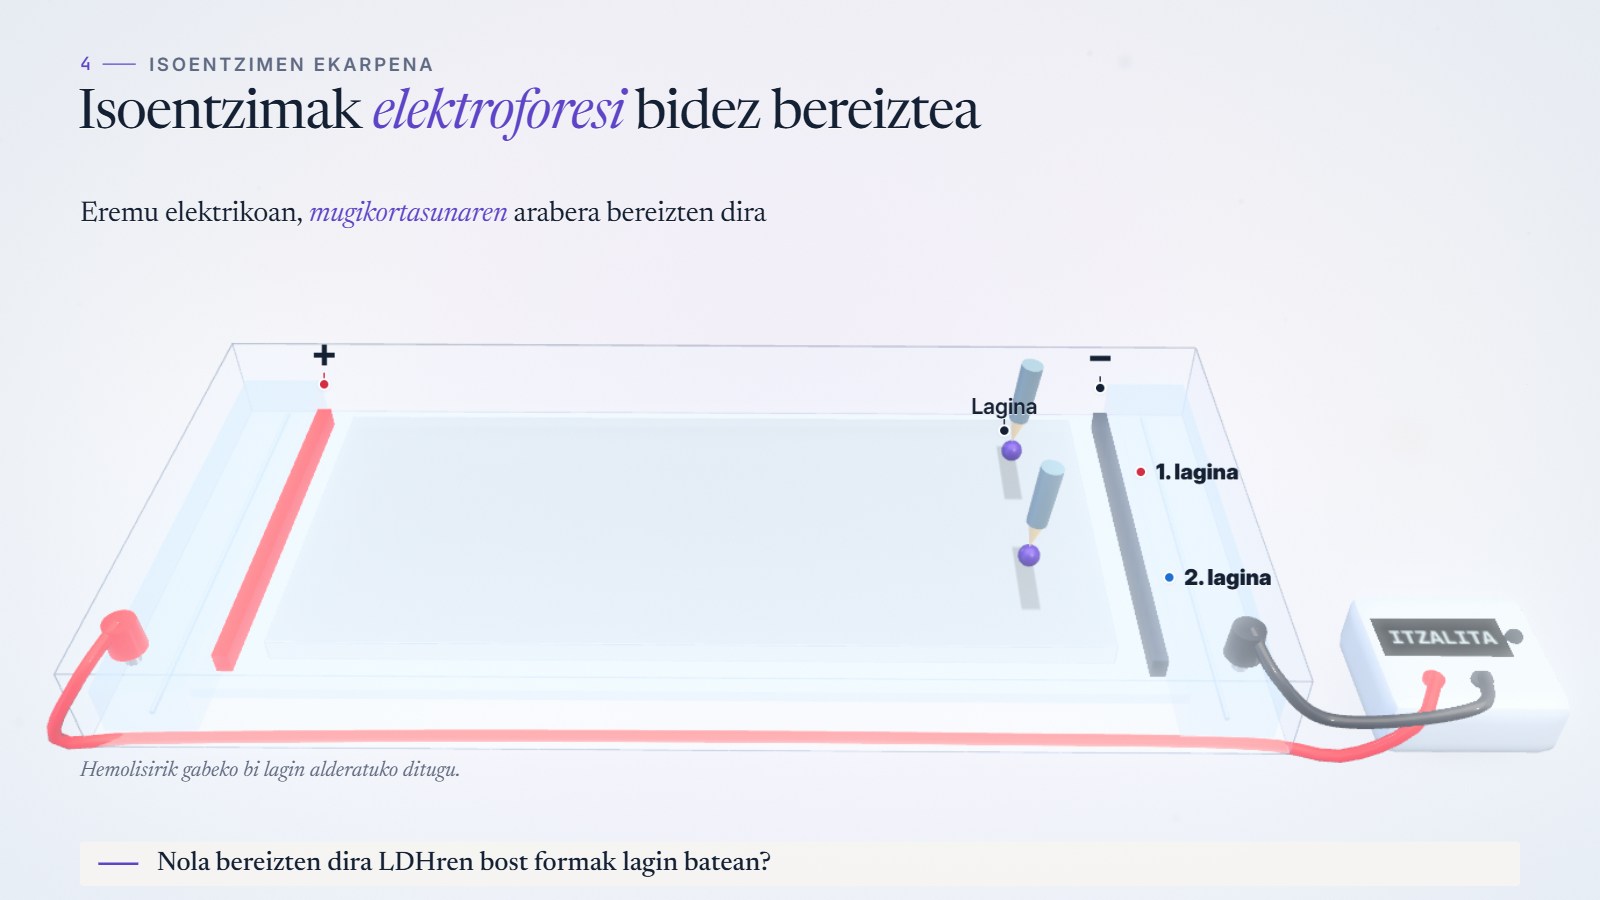 4 — ISOENTZIMEN EKARPENA
Isoentzimak elektroforesi bidez bereiztea
Eremu elektrikoan, mugikortasunaren arabera bereizten dira
+
−
Lagina
1. lagina
2. lagina
ITZALITA
Hemolisirik gabeko bi lagin alderatuko ditugu.
— Nola bereizten dira LDHren bost formak lagin batean?